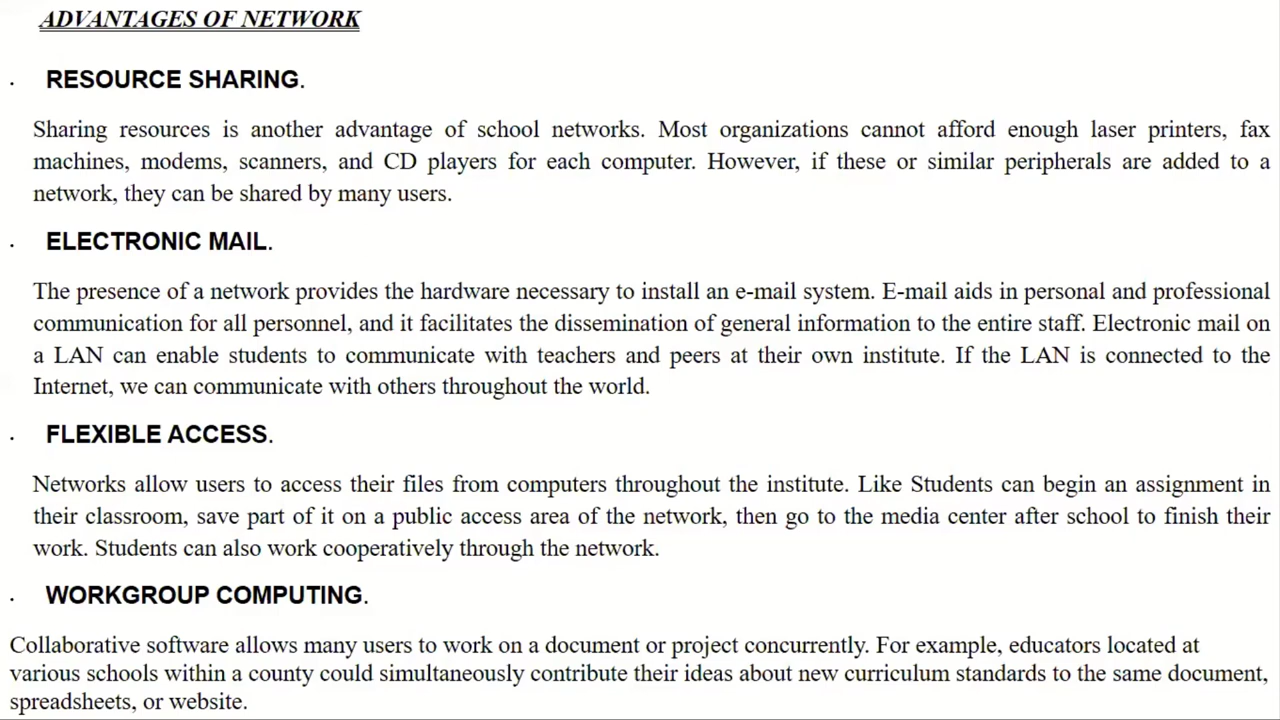 ADVANTAGES OF NETWORK
· RESOURCE SHARING.
Sharing resources is another advantage of school networks. Most organizations cannot afford enough laser printers, fax
machines, modems, scanners, and CD players for each computer. However, if these or similar peripherals are added to a
network, they can be shared by many users.
· ELECTRONIC MAIL.
The presence of a network provides the hardware necessary to install an e-mail system. E-mail aids in personal and professional
communication for all personnel, and it facilitates the dissemination of general information to the entire staff. Electronic mail on
a LAN can enable students to communicate with teachers and peers at their own institute. If the LAN is connected to the
Internet, we can communicate with others throughout the world.
· FLEXIBLE ACCESS.
Networks allow users to access their files from computers throughout the institute. Like Students can begin an assignment in
their classroom, save part of it on a public access area of the network, then go to the media center after school to finish their
work. Students can also work cooperatively through the network.
· WORKGROUP COMPUTING.
Collaborative software allows many users to work on a document or project concurrently. For example, educators located at
various schools within a county could simultaneously contribute their ideas about new curriculum standards to the same document,
spreadsheets, or website.